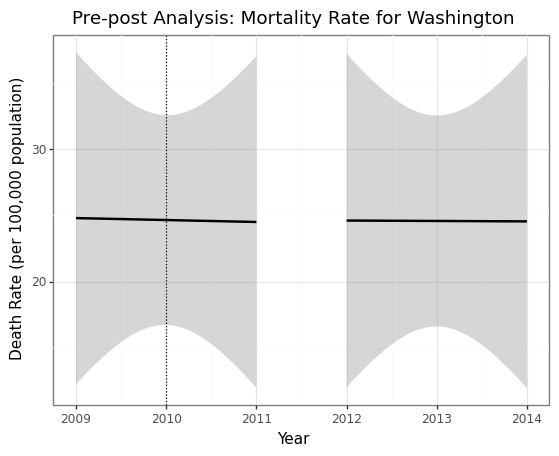 Pre-post Analysis: Mortality Rate for Washington
Death Rate (per 100,000 population)
30
20
2009 2010 2011 2012 2013 2014
Year